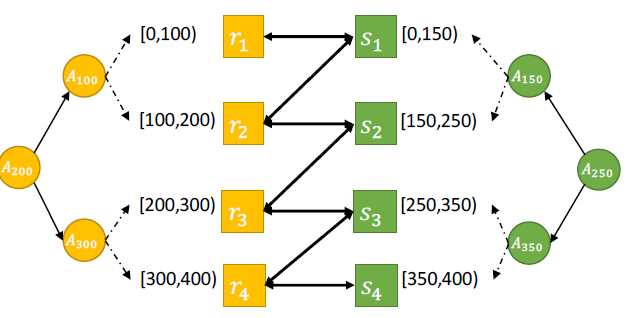 [0,100) r₁ s₁ [0,150)
A₁₀₀ A₁₅₀
[100,200) r₂ s₂ [150,250)
A₂₀₀ A₂₅₀
[200,300) r₃ s₃ [250,350)
A₃₀₀ A₃₅₀
[300,400) r₄ s₄ [350,400)